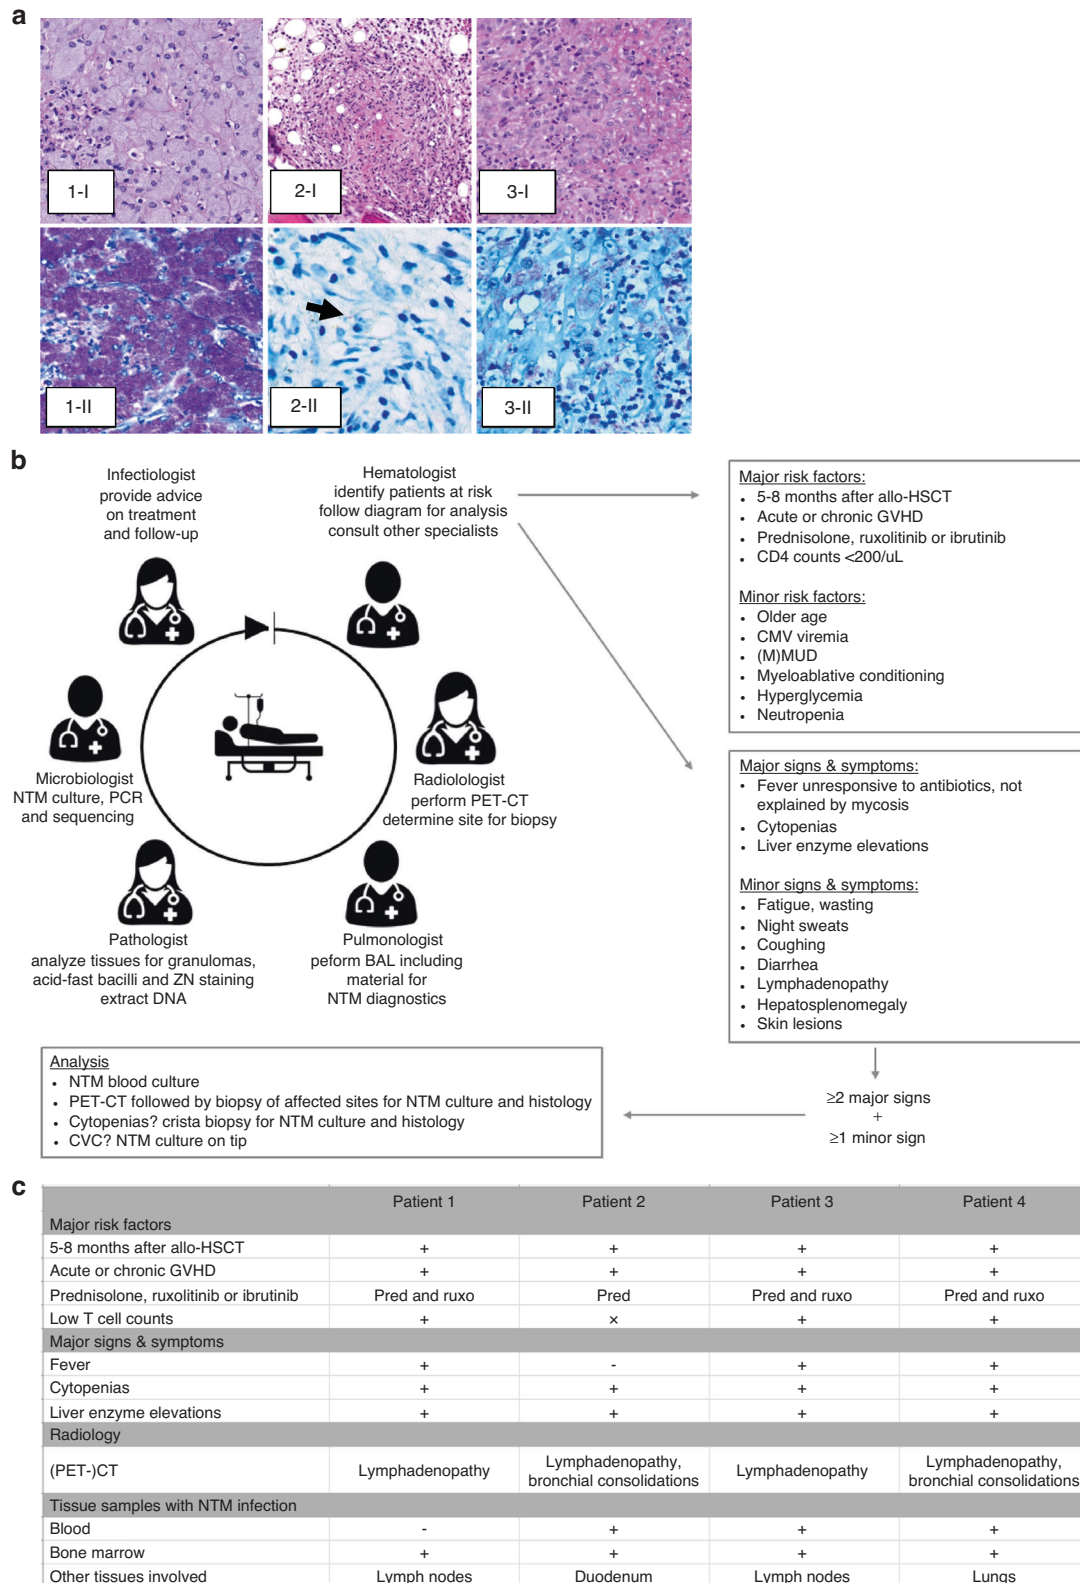 a
1-I
2-I
3-I
1-II
2-II
3-II
b
Infectiologist
provide advice
on treatment
and follow-up
Hematologist
identify patients at risk
follow diagram for analysis
consult other specialists
Microbiologist
NTM culture, PCR
and sequencing
Radiolologist
perform PET-CT
determine site for biopsy
Pathologist
analyze tissues for granulomas,
acid-fast bacilli and ZN staining
extract DNA
Pulmonologist
peform BAL including
material for
NTM diagnostics
Major risk factors:
• 5-8 months after allo-HSCT
• Acute or chronic GVHD
• Prednisolone, ruxolitinib or ibrutinib
• CD4 counts <200/uL
Minor risk factors:
• Older age
• CMV viremia
• (M)MUD
• Myeloablative conditioning
• Hyperglycemia
• Neutropenia
Major signs & symptoms:
• Fever unresponsive to antibiotics, not
explained by mycosis
• Cytopenias
• Liver enzyme elevations
Minor signs & symptoms:
• Fatigue, wasting
• Night sweats
• Coughing
• Diarrhea
• Lymphadenopathy
• Hepatosplenomegaly
• Skin lesions
≥2 major signs
+
≥1 minor sign
Analysis
• NTM blood culture
• PET-CT followed by biopsy of affected sites for NTM culture and histology
• Cytopenias? crista biopsy for NTM culture and histology
• CVC? NTM culture on tip
c
Patient 1 Patient 2 Patient 3 Patient 4
Major risk factors
5-8 months after allo-HSCT + + + +
Acute or chronic GVHD + + + +
Prednisolone, ruxolitinib or ibrutinib Pred and ruxo Pred Pred and ruxo Pred and ruxo
Low T cell counts + × + +
Major signs & symptoms
Fever + - + +
Cytopenias + + + +
Liver enzyme elevations + + + +
Radiology
(PET-)CT Lymphadenopathy Lymphadenopathy, bronchial consolidations Lymphadenopathy Lymphadenopathy, bronchial consolidations
Tissue samples with NTM infection
Blood - + + +
Bone marrow + + + +
Other tissues involved Lymph nodes Duodenum Lymph nodes Lungs